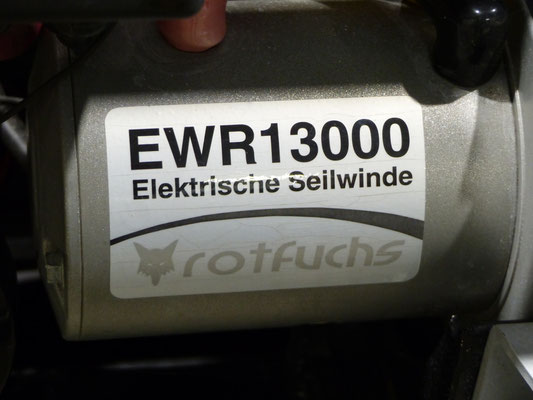 EWR13000
Elektrische Seilwinde
rotfuchs